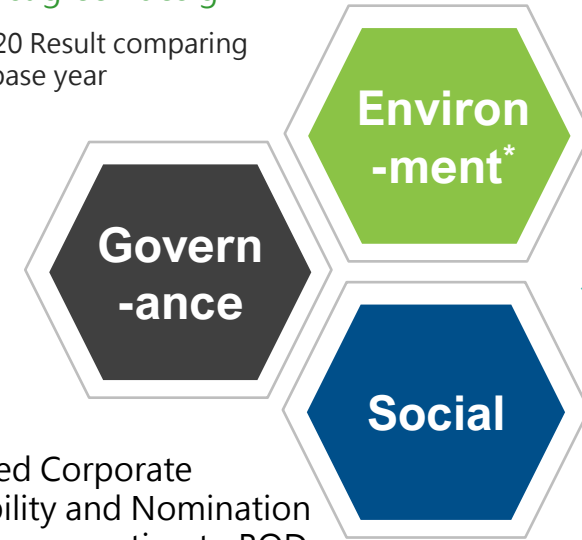 20 Result comparing
base year
Environ
-ment*
Govern
-ance
Social
ed Corporate
bility and Nomination